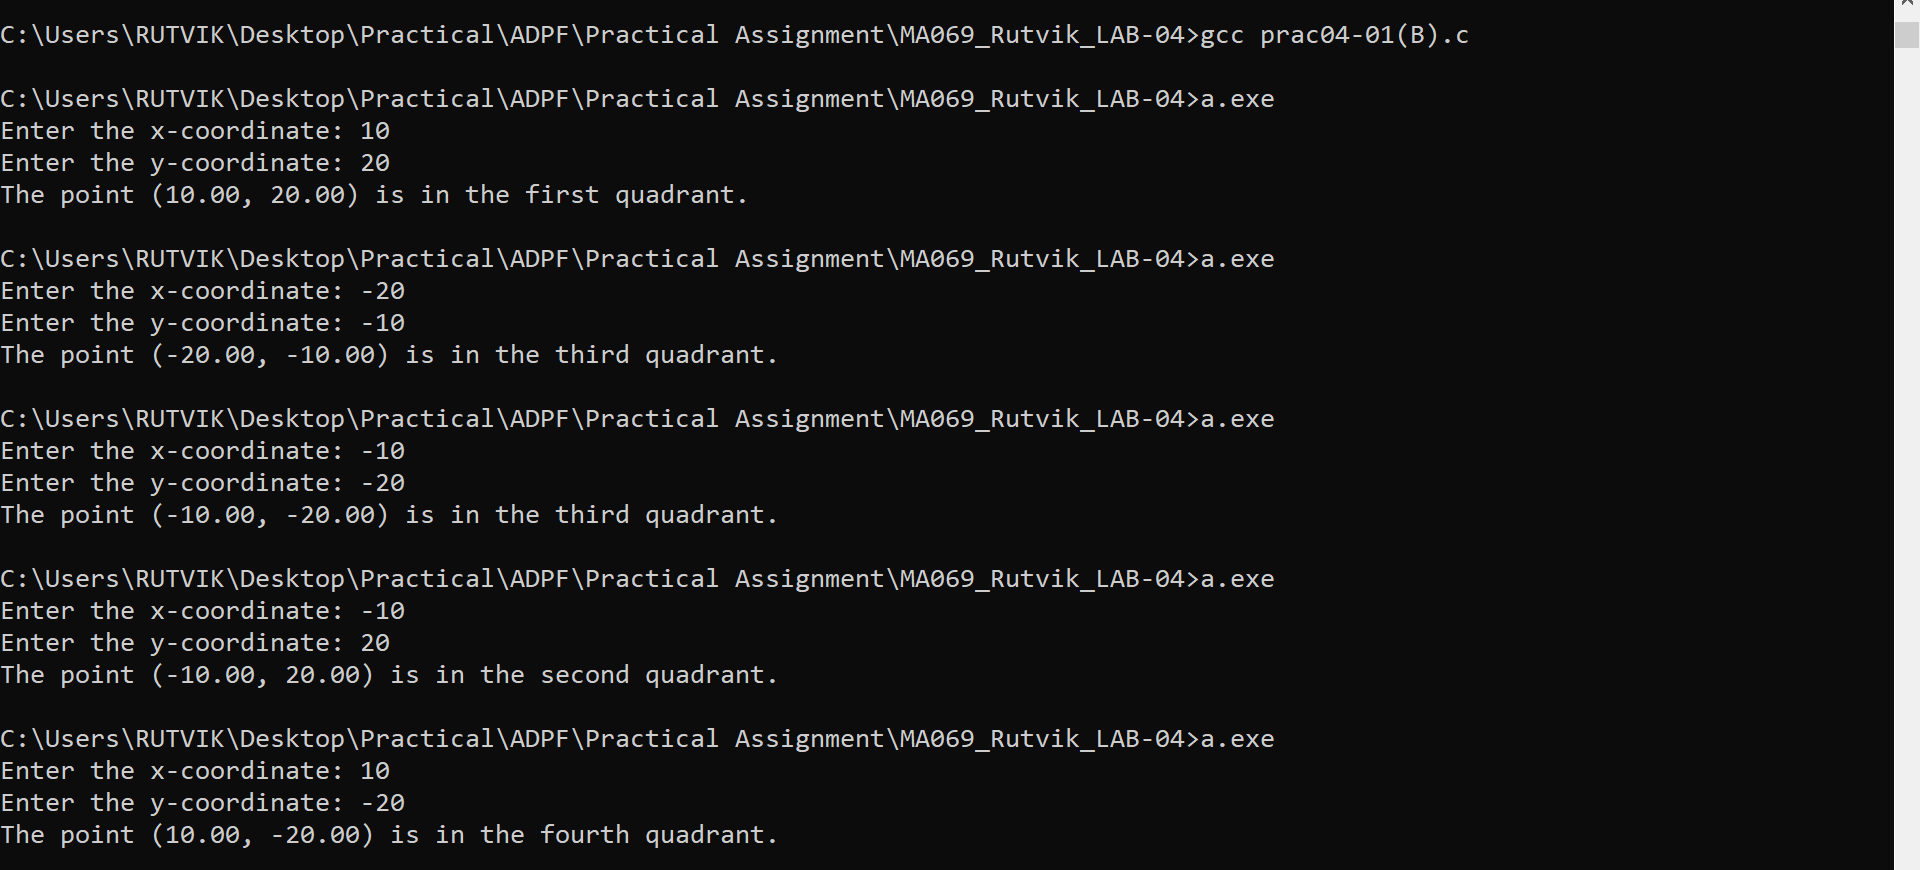 C:\Users\RUTVIK\Desktop\Practical\ADPF\Practical Assignment\MA069_Rutvik_LAB-04>gcc prac04-01(B).c
C:\Users\RUTVIK\Desktop\Practical\ADPF\Practical Assignment\MA069_Rutvik_LAB-04>a.exe
Enter the x-coordinate: 10
Enter the y-coordinate: 20
The point (10.00, 20.00) is in the first quadrant.
C:\Users\RUTVIK\Desktop\Practical\ADPF\Practical Assignment\MA069_Rutvik_LAB-04>a.exe
Enter the x-coordinate: -20
Enter the y-coordinate: -10
The point (-20.00, -10.00) is in the third quadrant.
C:\Users\RUTVIK\Desktop\Practical\ADPF\Practical Assignment\MA069_Rutvik_LAB-04>a.exe
Enter the x-coordinate: -10
Enter the y-coordinate: -20
The point (-10.00, -20.00) is in the third quadrant.
C:\Users\RUTVIK\Desktop\Practical\ADPF\Practical Assignment\MA069_Rutvik_LAB-04>a.exe
Enter the x-coordinate: -10
Enter the y-coordinate: 20
The point (-10.00, 20.00) is in the second quadrant.
C:\Users\RUTVIK\Desktop\Practical\ADPF\Practical Assignment\MA069_Rutvik_LAB-04>a.exe
Enter the x-coordinate: 10
Enter the y-coordinate: -20
The point (10.00, -20.00) is in the fourth quadrant.